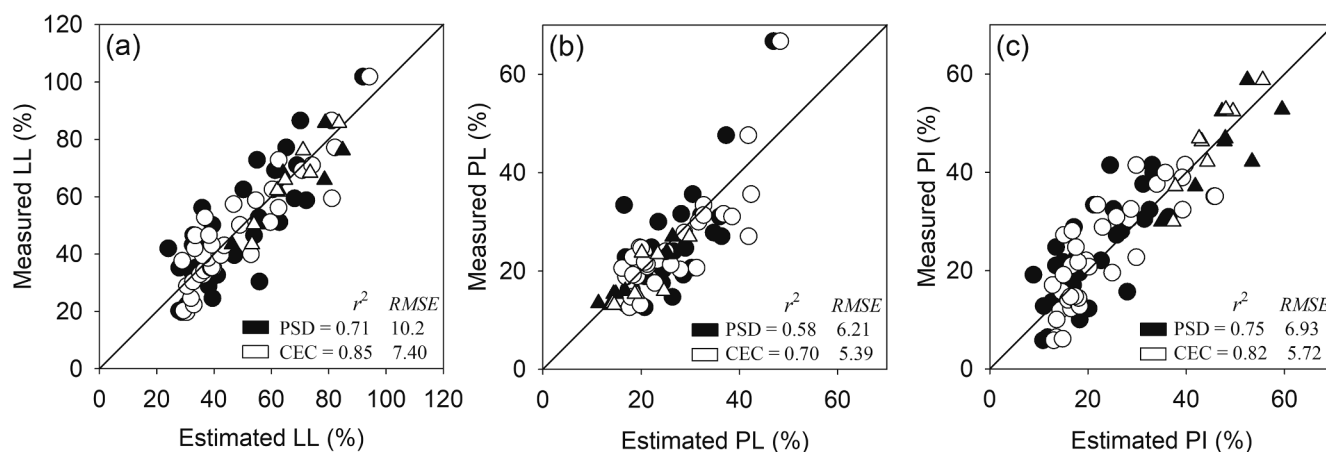 (a)
Measured LL (%)
120
100
80
60
40
20
0
r² RMSE
PSD = 0.71 10.2
CEC = 0.85 7.40
0 20 40 60 80 100 120
Estimated LL (%)
(b)
Measured PL (%)
60
40
20
0
r² RMSE
PSD = 0.58 6.21
CEC = 0.70 5.39
0 20 40 60
Estimated PL (%)
(c)
Measured PI (%)
60
40
20
0
r² RMSE
PSD = 0.75 6.93
CEC = 0.82 5.72
0 20 40 60
Estimated PI (%)